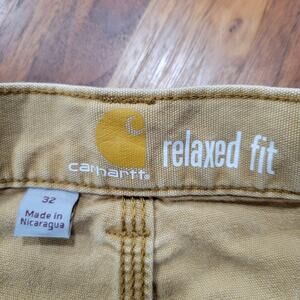 relaxed fit
carhartt®
32
Made in
Nicaragua